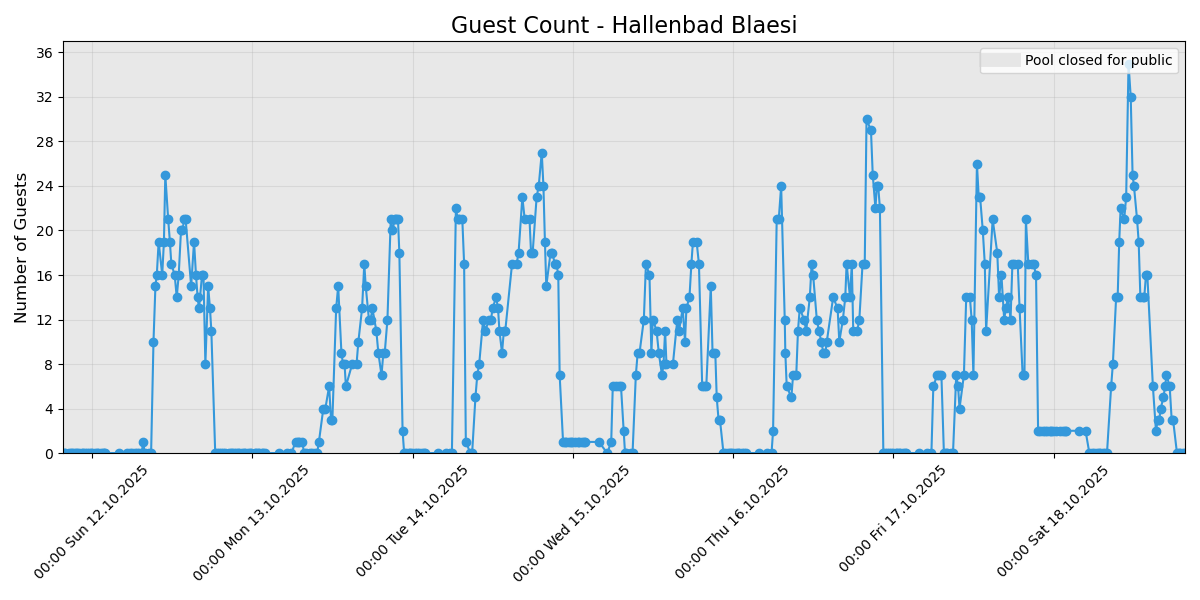 Guest Count - Hallenbad Blaesi
Pool closed for public
Number of Guests
36
32
28
24
20
16
12
8
4
0
00:00 Sun 12.10.2025
00:00 Mon 13.10.2025
00:00 Tue 14.10.2025
00:00 Wed 15.10.2025
00:00 Thu 16.10.2025
00:00 Fri 17.10.2025
00:00 Sat 18.10.2025